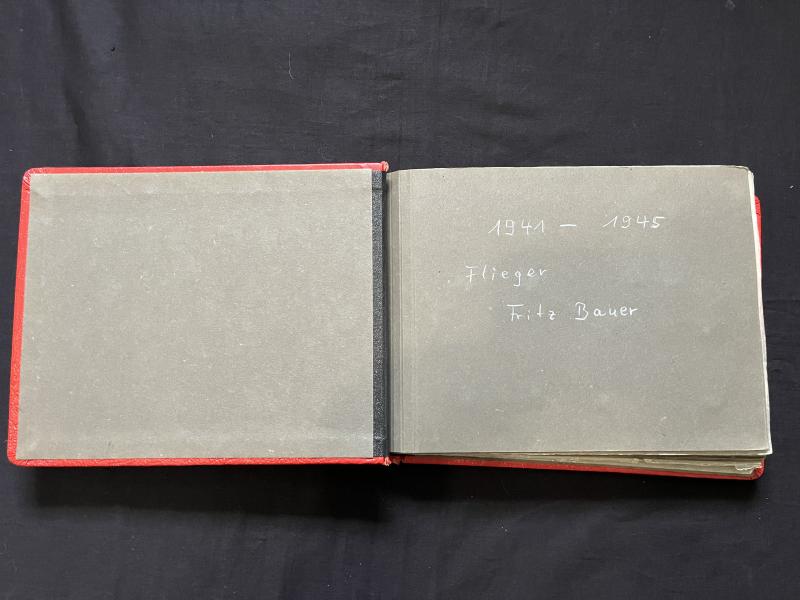 1941 – 1945
Flieger
Fritz Bauer